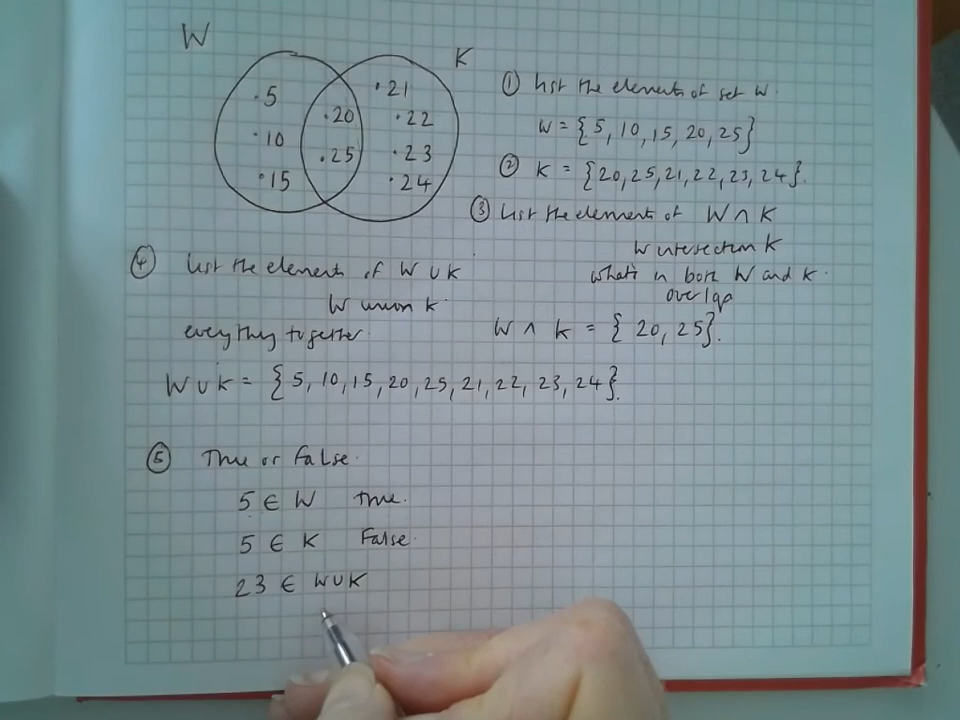 W
K
·5
·10
·15
·20
·25
·21
·22
·23
·24
① List the elements of set W.
W = {5, 10, 15, 20, 25}
② K = {20, 25, 21, 22, 23, 24}.
③ List the elements of W ∩ K
W intersection K
what's in both W and K.
overlap
W ∩ K = { 20, 25}.
④ List the elements of W ∪ K
W union K.
everything together.
W ∪ K = { 5, 10, 15, 20, 25, 21, 22, 23, 24}.
⑤ True or False.
5 ∈ W true.
5 ∈ K False.
23 ∈ W∪K